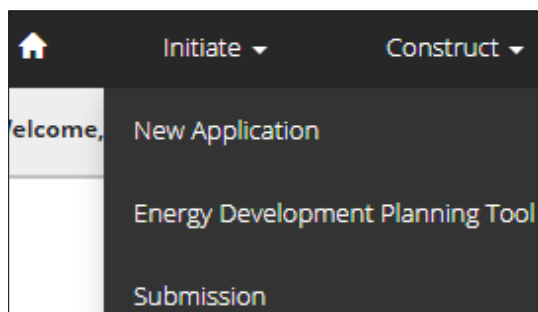 Initiate Construct
elcome, New Application
Energy Development Planning Tool
Submission